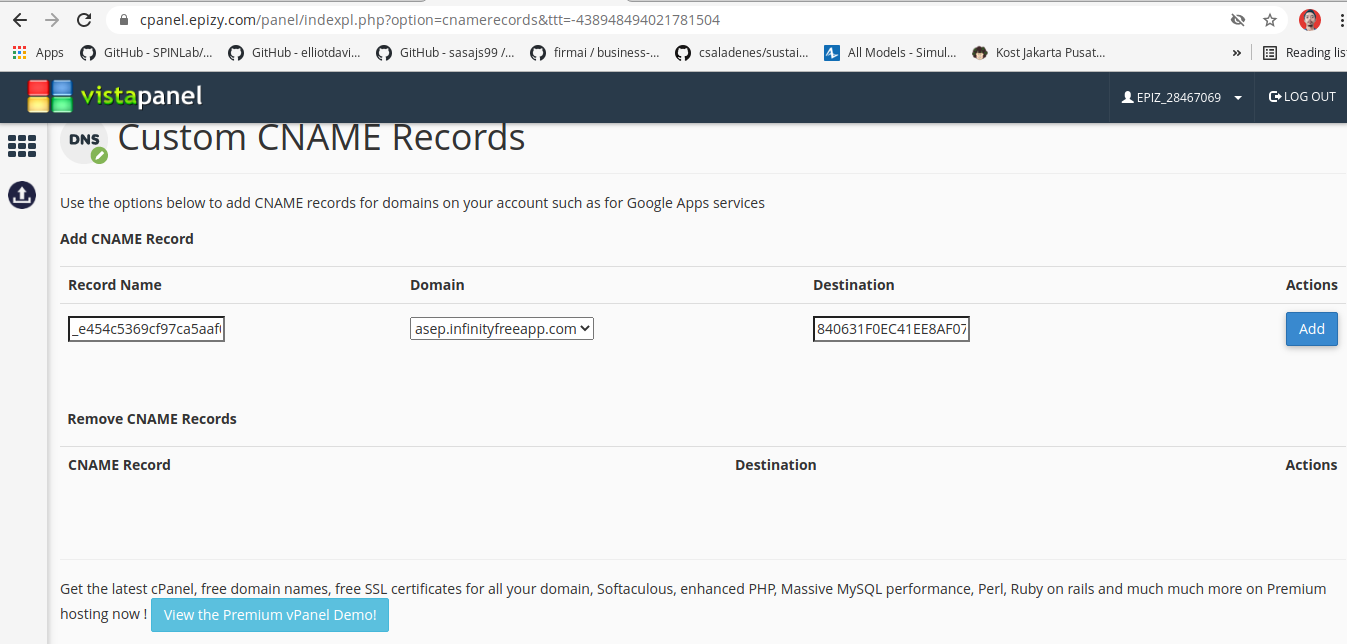 cpanel.epizy.com/panel/indexpl.php?option=cnamerecords&ttt=-438948494021781504
Apps GitHub - SPINLab/... GitHub - elliotdavi... GitHub - sasajs99 /... firmai / business-... csaladenes/sustai... All Models - Simul... Kost Jakarta Pusat... » Reading lis
vistapanel EPIZ_28467069 LOG OUT
DNS Custom CNAME Records
Use the options below to add CNAME records for domains on your account such as for Google Apps services
Add CNAME Record
Record Name Domain Destination Actions
_e454c5369cf97ca5aaf asep.infinityfreeapp.com 840631F0EC41EE8AF07 Add
Remove CNAME Records
CNAME Record Destination Actions
Get the latest cPanel, free domain names, free SSL certificates for all your domain, Softaculous, enhanced PHP, Massive MySQL performance, Perl, Ruby on rails and much much more on Premium
hosting now ! View the Premium vPanel Demo!